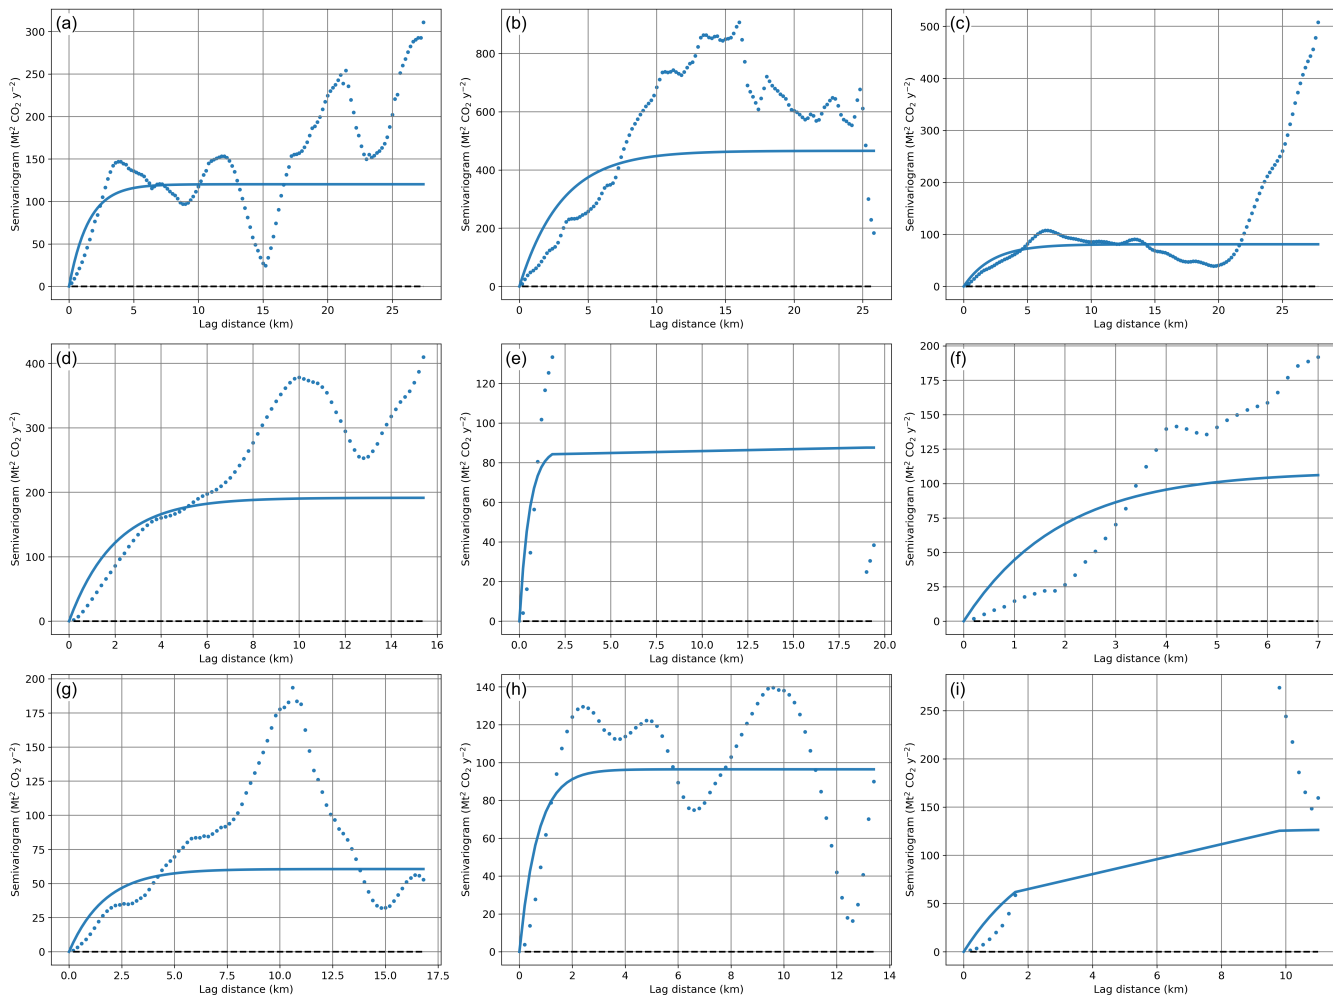 (a)
300
250
200
150
100
50
0
Semivariogram (Mt² CO₂ y⁻²)
0 5 10 15 20 25
Lag distance (km)
(b)
800
600
400
200
0
Semivariogram (Mt² CO₂ y⁻²)
0 5 10 15 20 25
Lag distance (km)
(c)
500
400
300
200
100
0
Semivariogram (Mt² CO₂ y⁻²)
0 5 10 15 20 25
Lag distance (km)
(d)
400
300
200
100
0
Semivariogram (Mt² CO₂ y⁻²)
0 2 4 6 8 10 12 14 16
Lag distance (km)
(e)
120
100
80
60
40
20
0
Semivariogram (Mt² CO₂ y⁻²)
0.0 2.5 5.0 7.5 10.0 12.5 15.0 17.5 20.0
Lag distance (km)
(f)
200
175
150
125
100
75
50
25
0
Semivariogram (Mt² CO₂ y⁻²)
0 1 2 3 4 5 6 7
Lag distance (km)
(g)
200
175
150
125
100
75
50
25
0
Semivariogram (Mt² CO₂ y⁻²)
0.0 2.5 5.0 7.5 10.0 12.5 15.0 17.5
Lag distance (km)
(h)
140
120
100
80
60
40
20
0
Semivariogram (Mt² CO₂ y⁻²)
0 2 4 6 8 10 12 14
Lag distance (km)
(i)
250
200
150
100
50
0
Semivariogram (Mt² CO₂ y⁻²)
0 2 4 6 8 10
Lag distance (km)